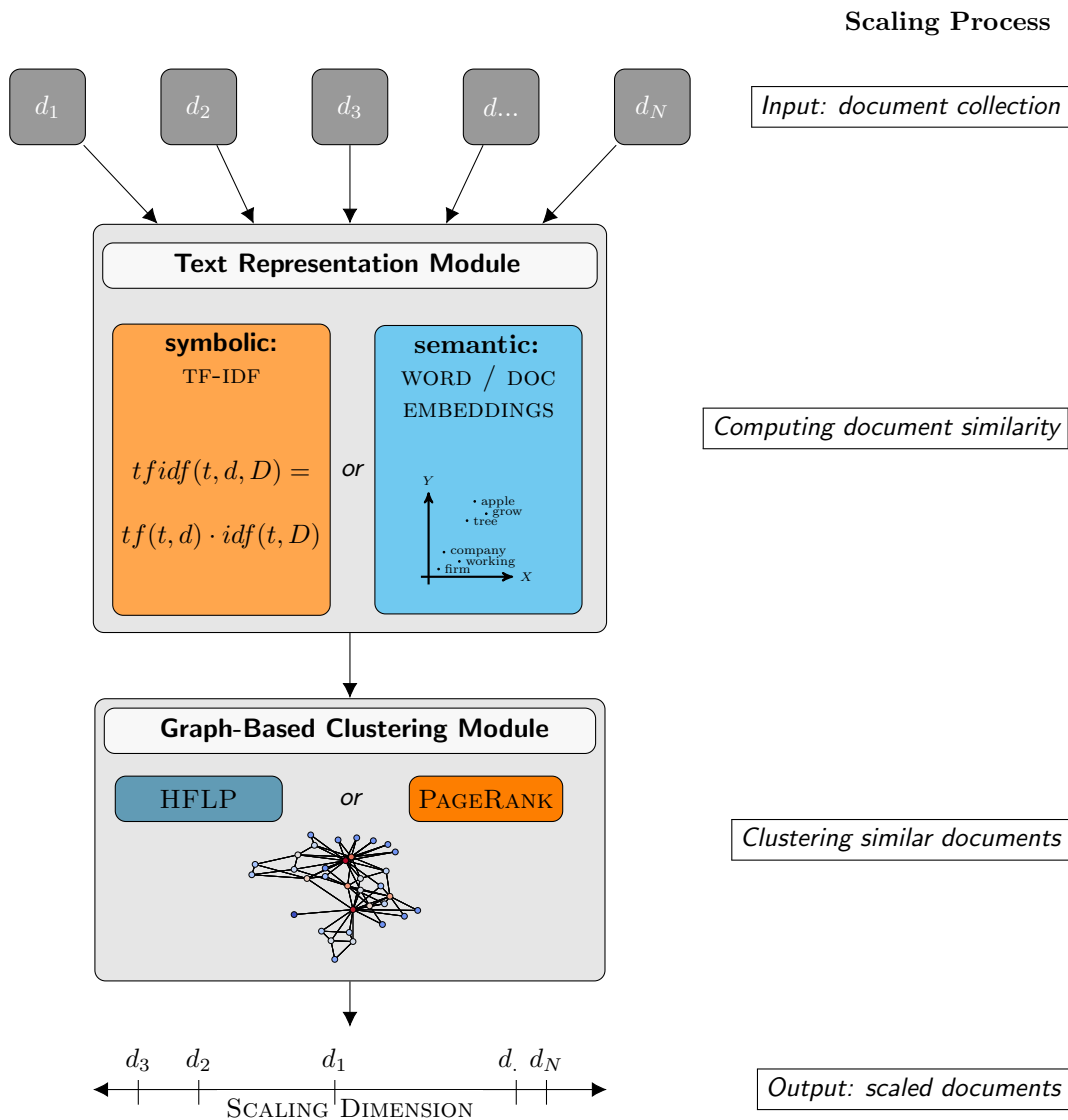 Scaling Process
d1 d2 d3 d... dN
Input: document collection
Text Representation Module
symbolic:
TF-IDF
tfidf(t, d, D) =
tf(t, d) · idf(t, D)
or
semantic:
WORD / DOC
EMBEDDINGS
Y
apple
grow
tree
company
working
firm
X
Computing document similarity
Graph-Based Clustering Module
HFLP or PAGERANK
Clustering similar documents
d3 d2 d1 d. dN
SCALING DIMENSION
Output: scaled documents